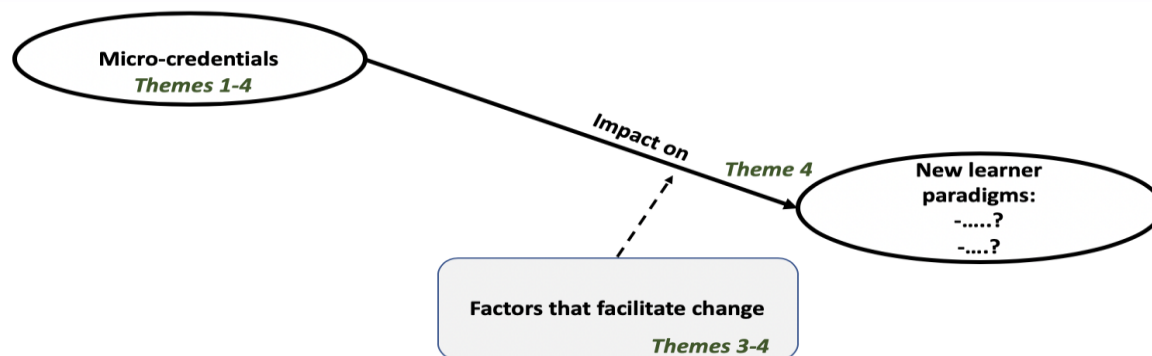 Micro-credentials
Themes 1-4
Impact on
Theme 4
New learner
paradigms:
-.....?
-....?
Factors that facilitate change
Themes 3-4